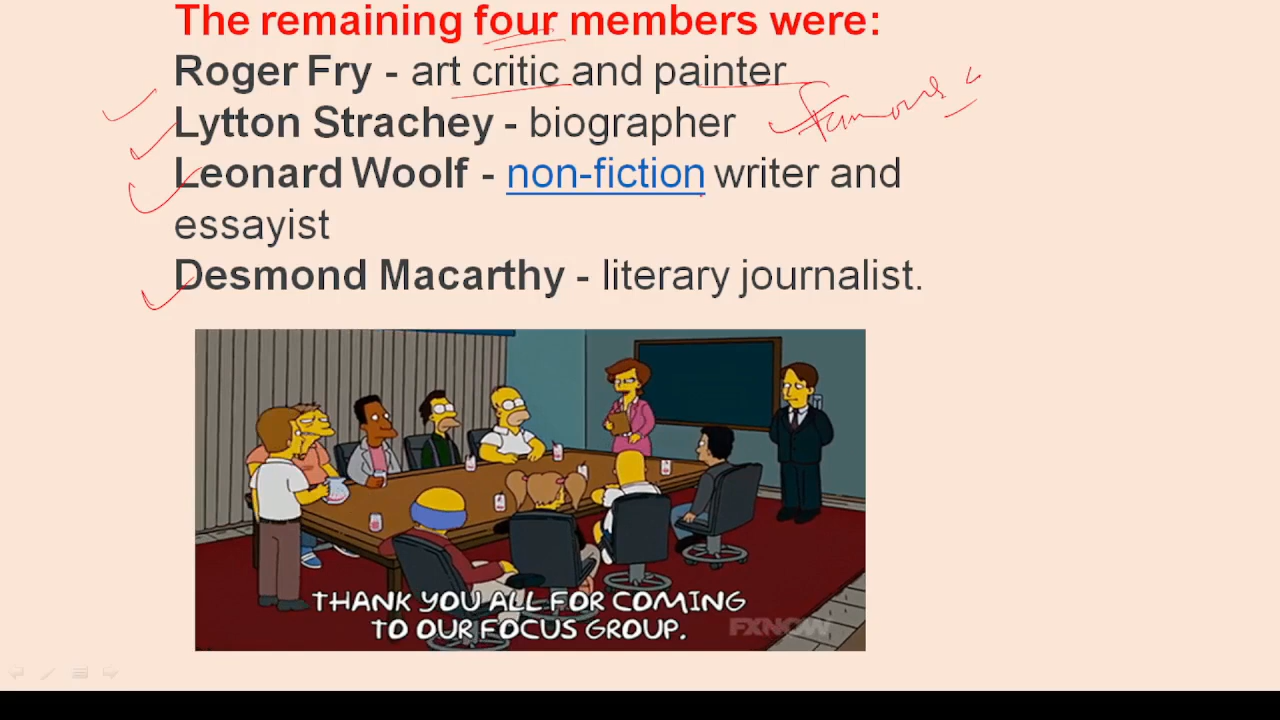 The remaining four members were:
Roger Fry - art critic and painter
Lytton Strachey - biographer
Famous
Leonard Woolf - non-fiction writer and
essayist
Desmond Macarthy - literary journalist.
THANK YOU ALL FOR COMING
TO OUR FOCUS GROUP.
FXNOW